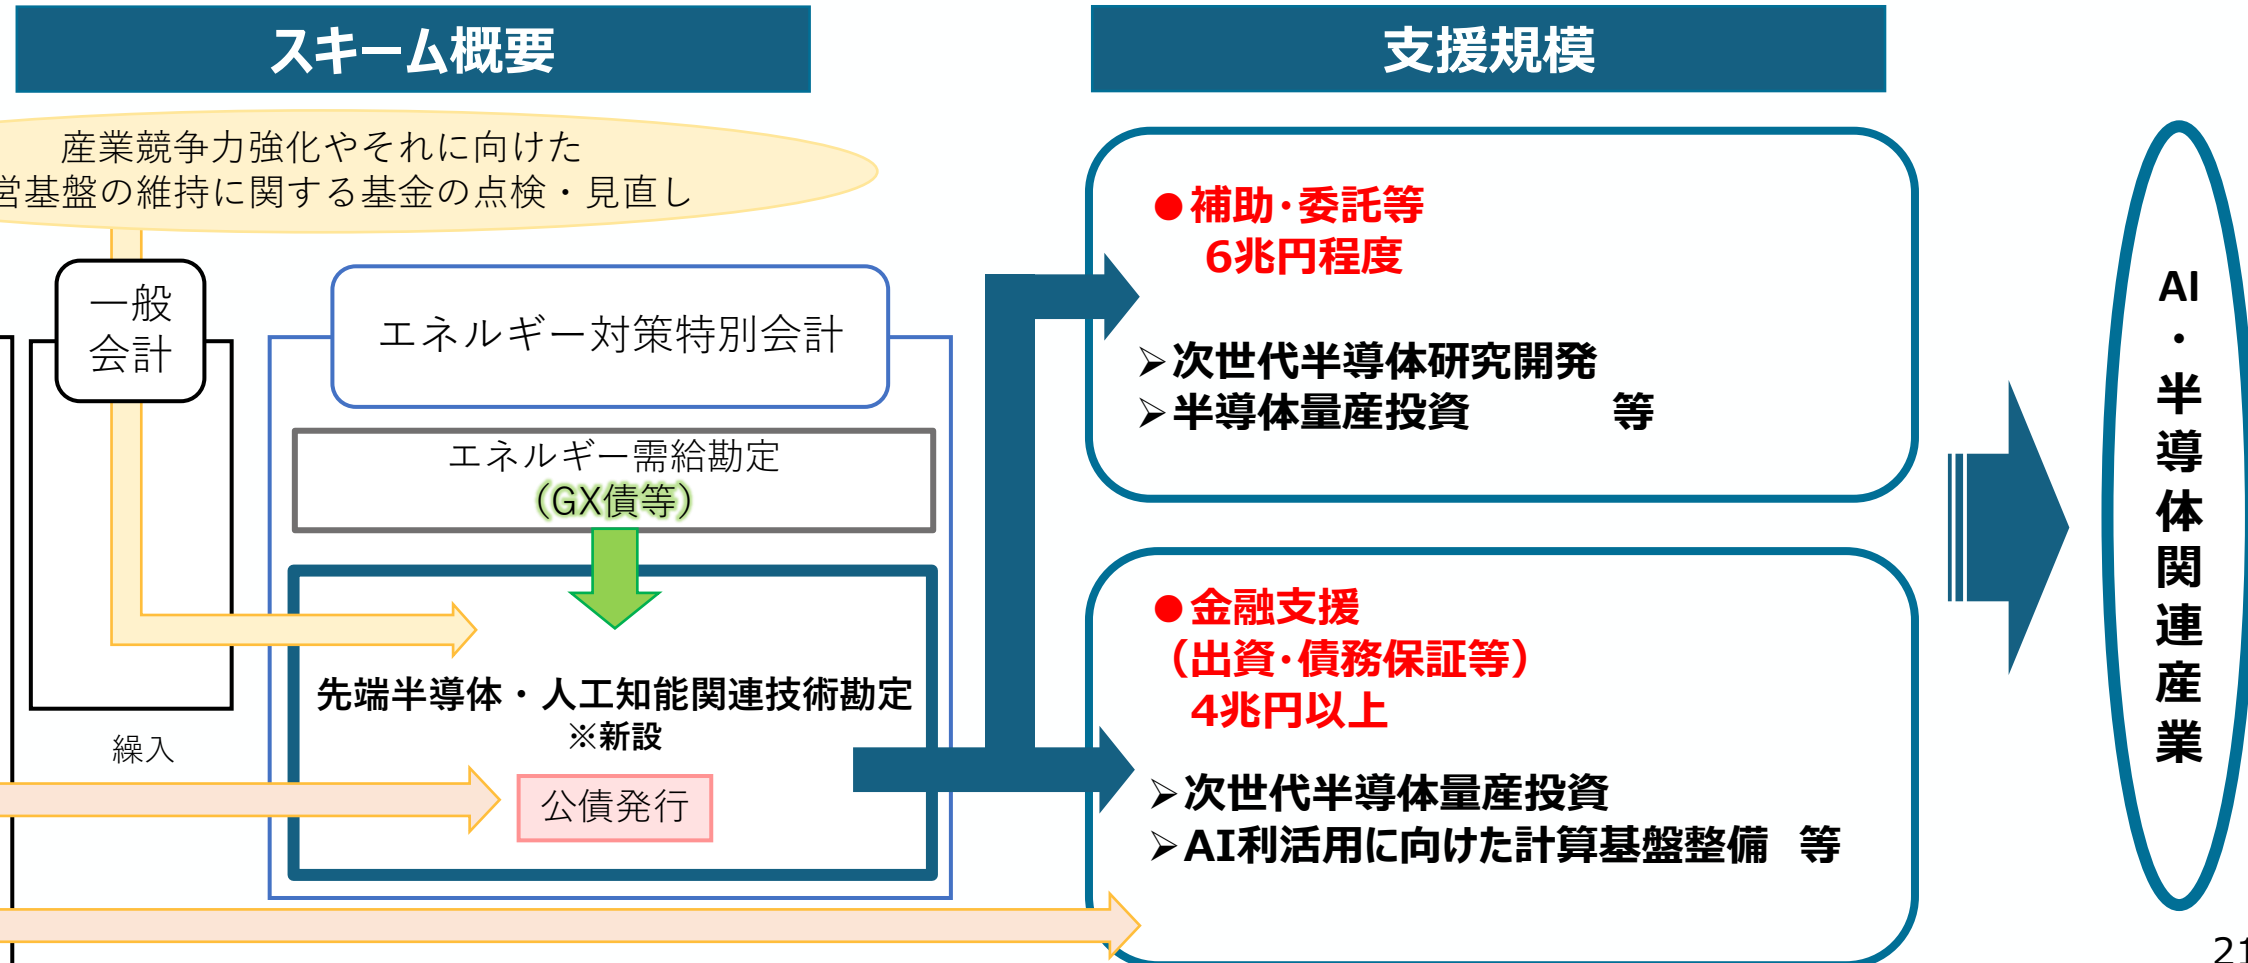 スキーム概要
産業競争力強化やそれに向けた
営基盤の維持に関する基金の点検・見直し
一般
会計
エネルギー対策特別会計
エネルギー需給勘定
（GX債等）
先端半導体・人工知能関連技術勘定
※新設
公債発行
繰入
支援規模
●補助・委託等
6兆円程度
➢次世代半導体研究開発
➢半導体量産投資　等
●金融支援
（出資・債務保証等）
4兆円以上
➢次世代半導体量産投資
➢AI利活用に向けた計算基盤整備　等
AI・半導体関連産業
21